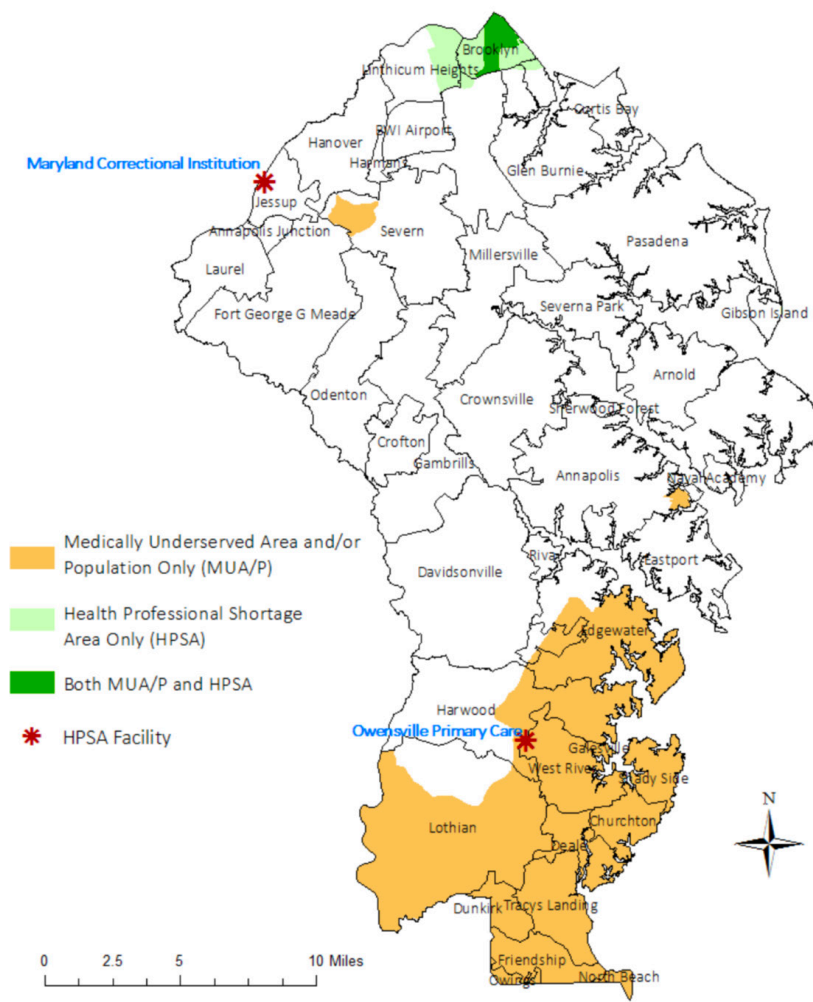 Brooklyn
Linthicum Heights
Curtis Bay
BWI Airport
Hanover
Maryland Correctional Institution
Harmans
Glen Burnie
Jessup
Annapolis Junction
Severn
Pasadena
Millersville
Laurel
Severna Park
Fort George G Meade
Gibson Island
Arnold
Odenton
Crownsville
Sherwood Forest
Crofton
Gambrills
Annapolis
Naval Academy
Medically Underserved Area and/or
Population Only (MUA/P)
Riva
Eastport
Davidsonville
Health Professional Shortage
Area Only (HPSA)
Edgewater
Both MUA/P and HPSA
Harwood
Owensville Primary Care
HPSA Facility
Galesville
West River
Shady Side
Lothian
Churchton
N
Deale
Dunkirk
Tracys Landing
Friendship
0 2.5 5 10 Miles
Owings
North Beach